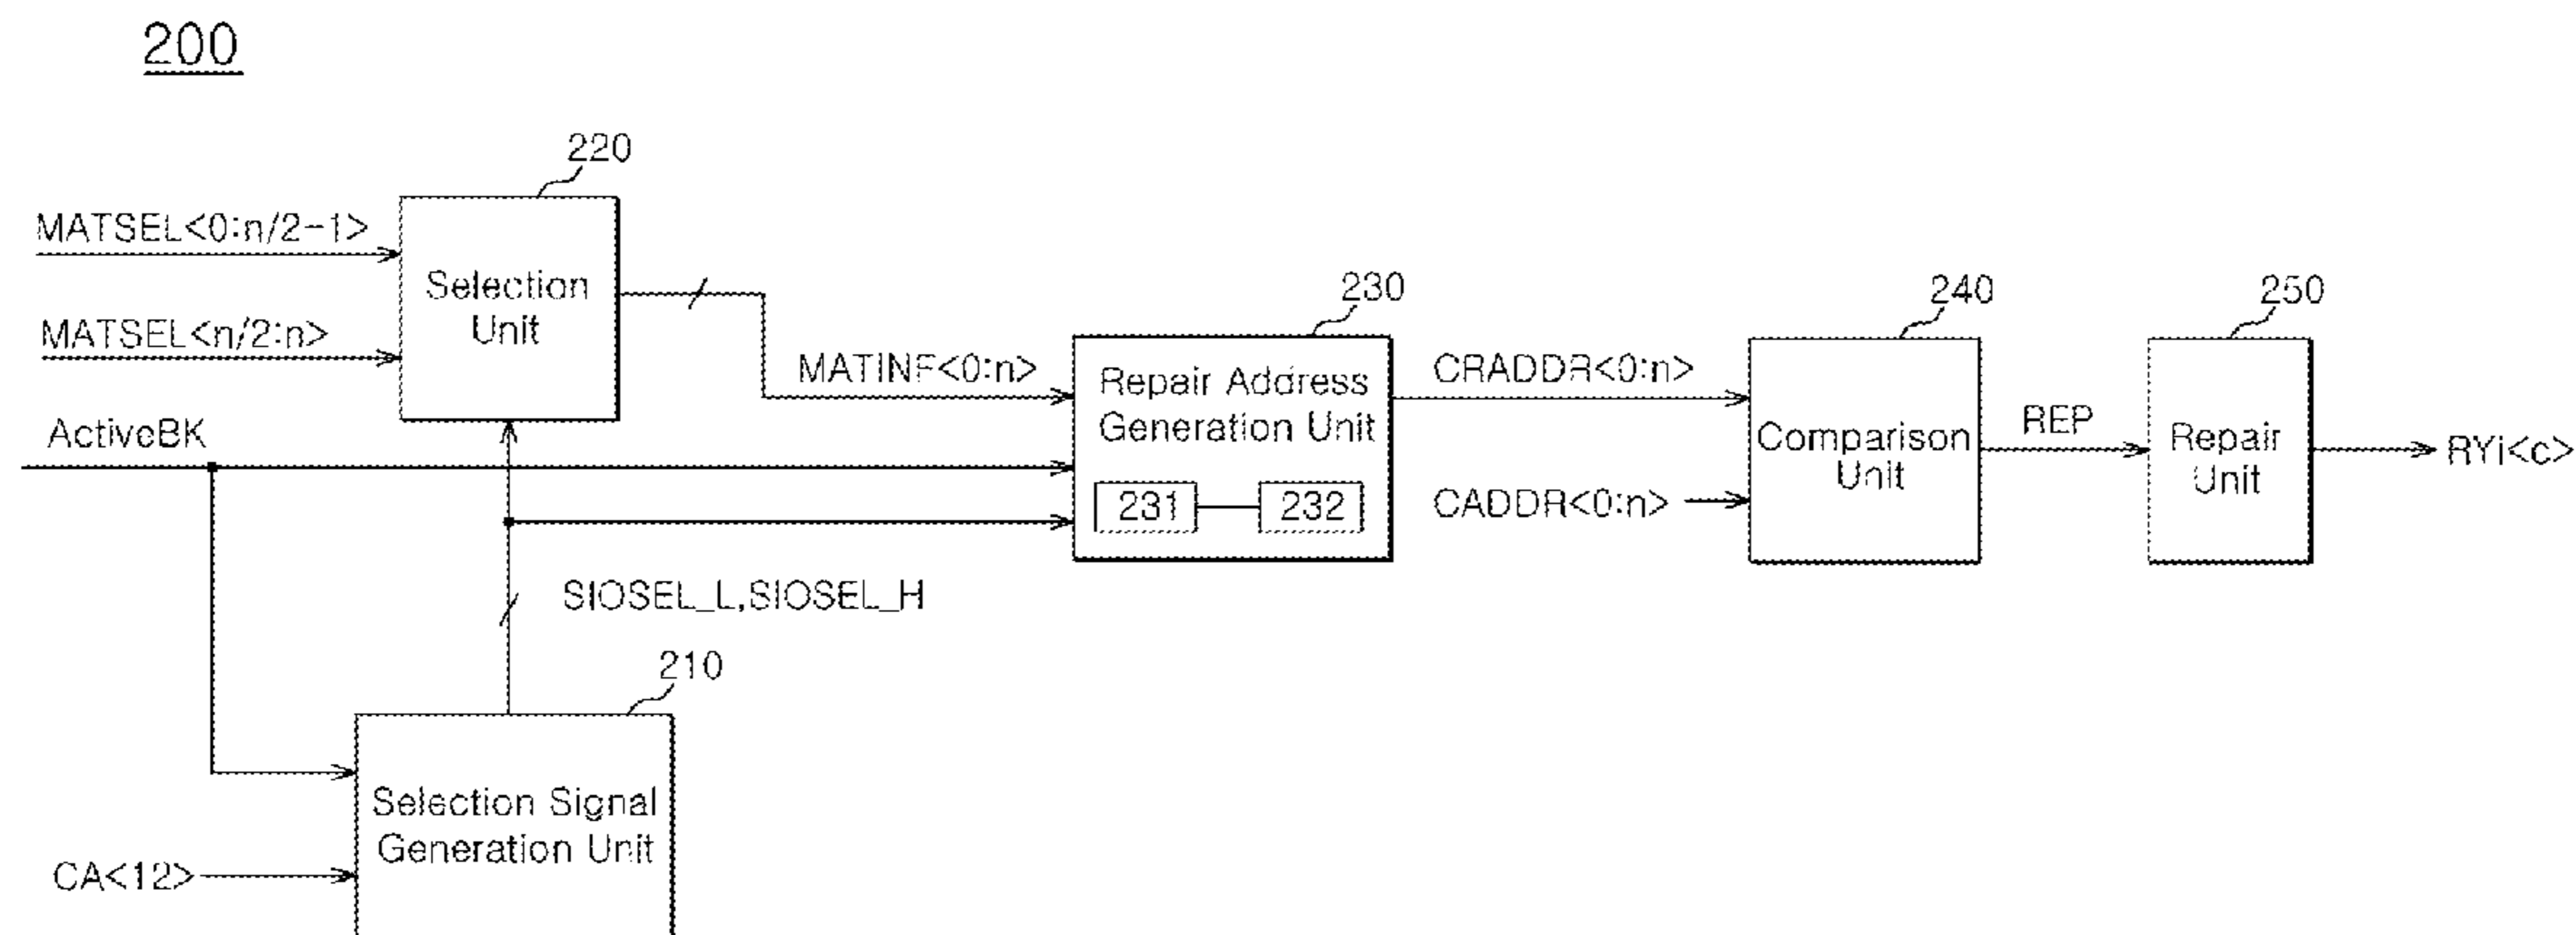 200
220
MATSEL<0:n/2-1>
Selection
Unit
MATSEL<n/2:n>
ActiveBK
MATINF<0:n>
230
Repair Address
Generation Unit
231
232
CRADDR<0:n>
CADDR<0:n>
240
Comparison
Unit
REP
250
Repair
Unit
RYi<c>
SIOSEL_L,SIOSEL_H
210
Selection Signal
Generation Unit
CA<12>